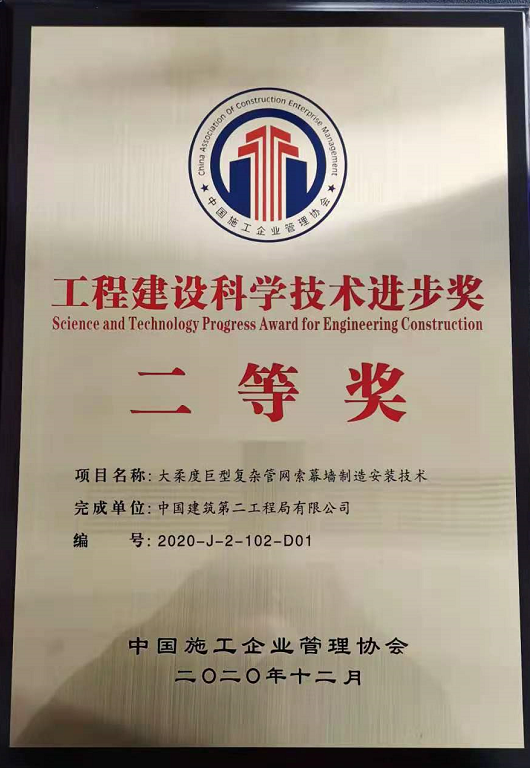 China Association Of Construction Enterprise Management
中国施工企业管理协会
工程建设科学技术进步奖
Science and Technology Progress Award for Engineering Construction
二等奖
项目名称:大柔度巨型复杂管网索幕墙制造安装技术
完成单位:中国建筑第二工程局有限公司
编 号:2020-J-2-102-D01
中国施工企业管理协会
二〇二〇年十二月